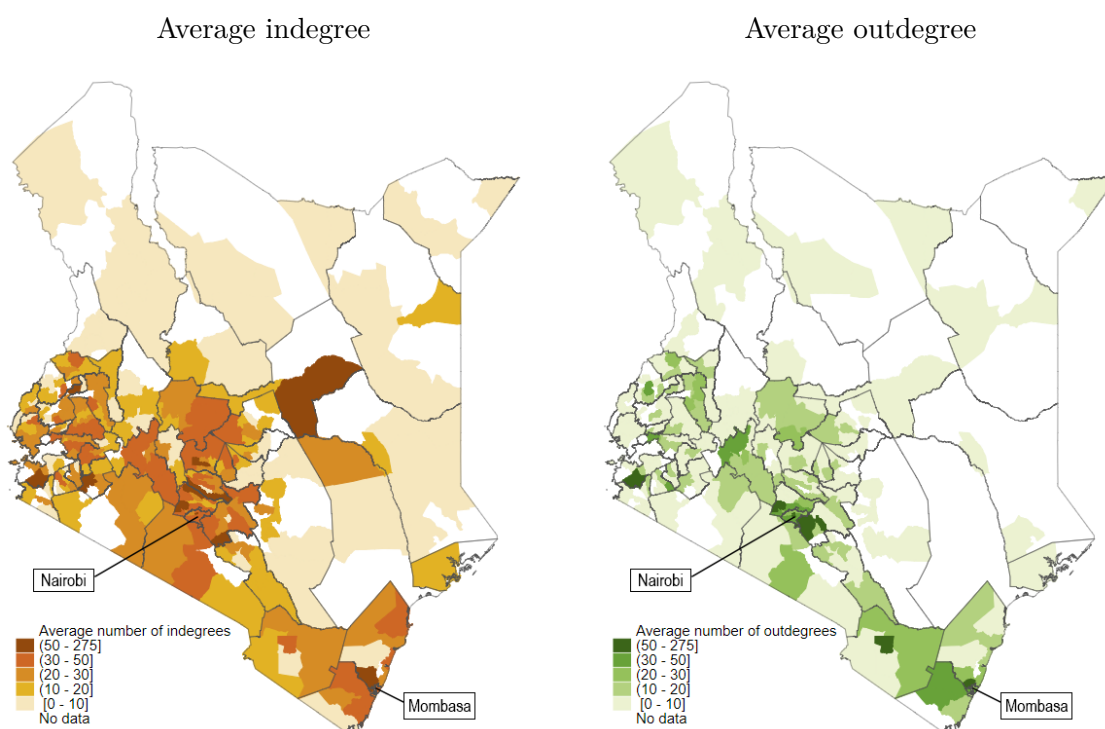 Average indegree
Nairobi
Mombasa
Average number of indegrees
(50 - 275]
(30 - 50]
(20 - 30]
(10 - 20]
[0 - 10]
No data
Average outdegree
Nairobi
Mombasa
Average number of outdegrees
(50 - 275]
(30 - 50]
(20 - 30]
(10 - 20]
[0 - 10]
No data